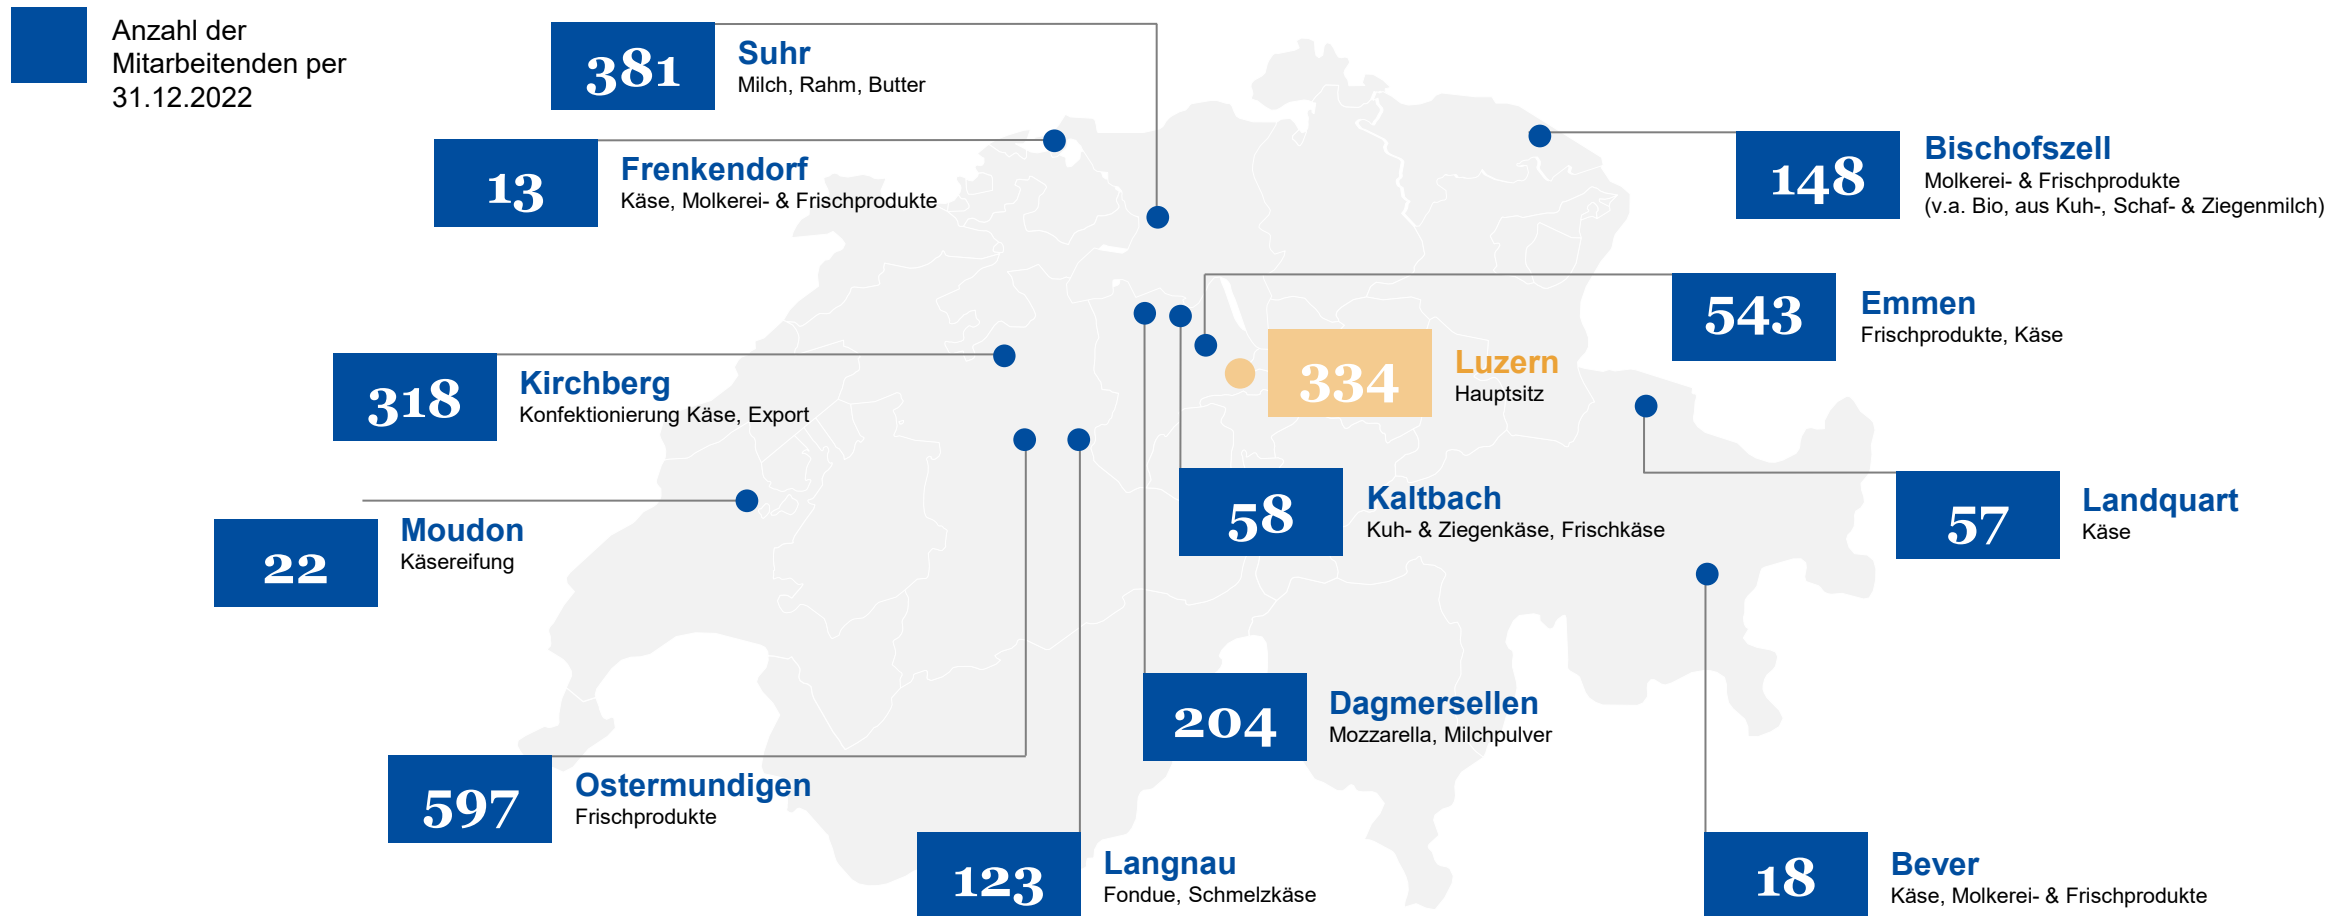 Anzahl der
Mitarbeitenden per
31.12.2022
381
Suhr
Milch, Rahm, Butter
13
Frenkendorf
Käse, Molkerei- & Frischprodukte
148
Bischofszell
Molkerei- & Frischprodukte
(v.a. Bio, aus Kuh-, Schaf- & Ziegenmilch)
543
Emmen
Frischprodukte, Käse
334
Luzern
Hauptsitz
318
Kirchberg
Konfektionierung Käse, Export
58
Kaltbach
Kuh- & Ziegenkäse, Frischkäse
57
Landquart
Käse
22
Moudon
Käsereifung
204
Dagmersellen
Mozzarella, Milchpulver
597
Ostermundigen
Frischprodukte
123
Langnau
Fondue, Schmelzkäse
18
Bever
Käse, Molkerei- & Frischprodukte